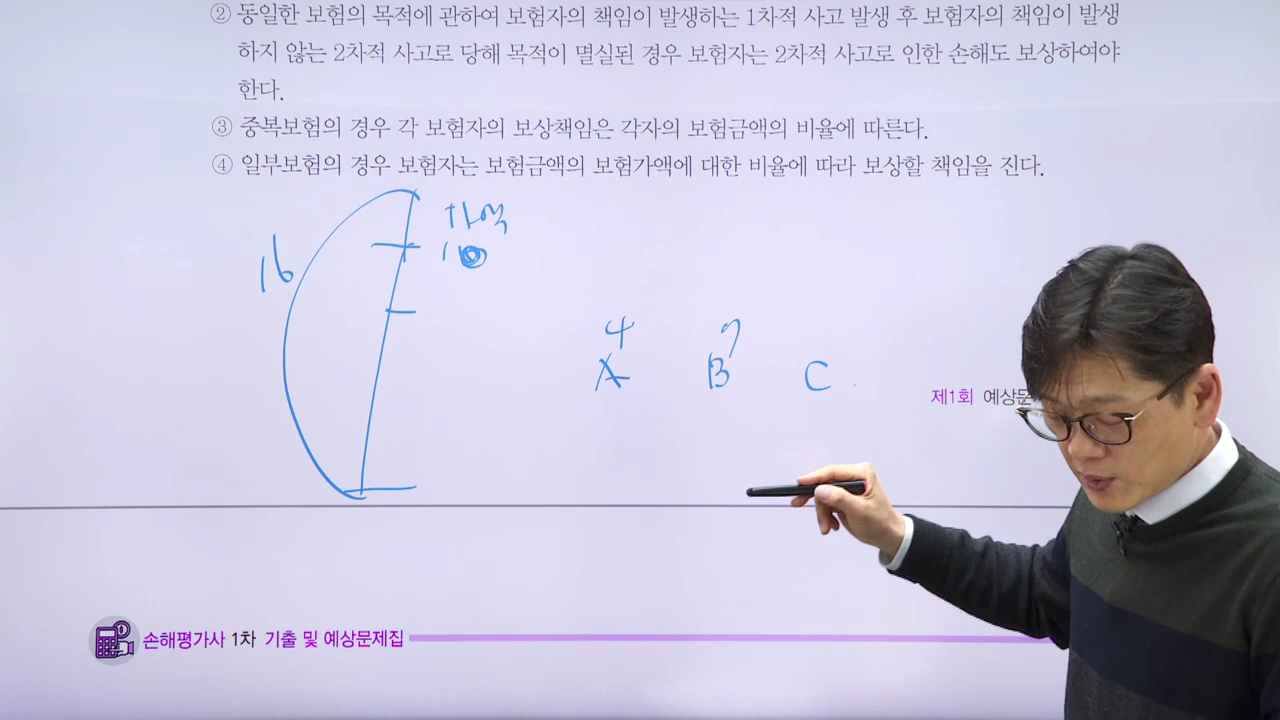 ② 동일한 보험의 목적에 관하여 보험자의 책임이 발생하는 1차적 사고 발생 후 보험자의 책임이 발생
하지 않는 2차적 사고로 당해 목적이 멸실된 경우 보험자는 2차적 사고로 인한 손해도 보상하여야
한다.
③ 중복보험의 경우 각 보험자의 보상책임은 각자의 보험금액의 비율에 따른다.
④ 일부보험의 경우 보험자는 보험금액의 보험가액에 대한 비율에 따라 보상할 책임을 진다.
가액
16
10
4
A B C
제1회 예상문
손해평가사 1차 기출 및 예상문제집